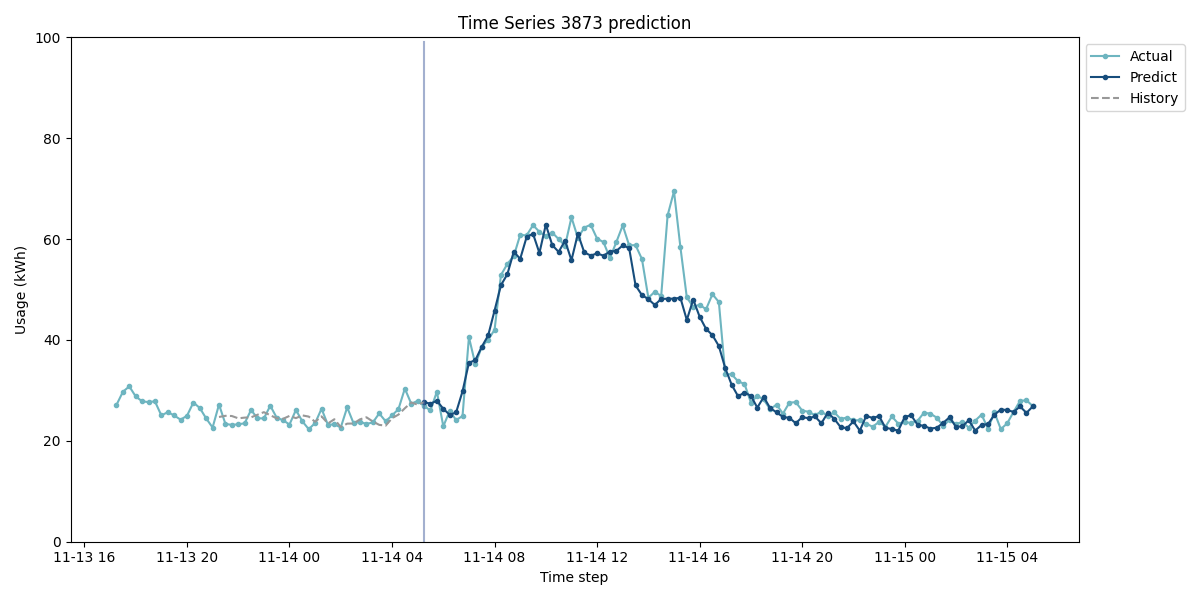 Time Series 3873 prediction
100
80
60
40
20
0
Usage (kWh)
11-13 16
11-13 20
11-14 00
11-14 04
11-14 08
11-14 12
11-14 16
11-14 20
11-15 00
11-15 04
Time step
Actual
Predict
History